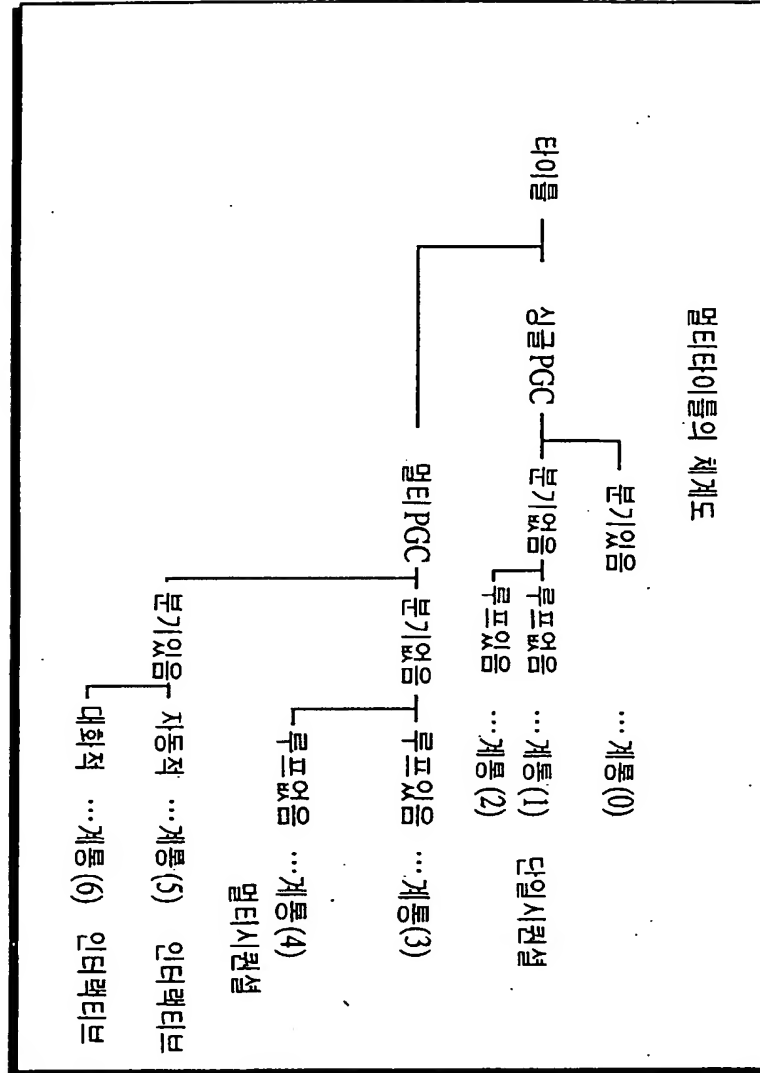 멀티타이틀의 체계도
분기있음 …계통(0)
타이틀 싱글PGC 분기없음 루프없음 …계통(1)
루프있음 …계통(2) 단일시퀀셜
멀티PGC 분기없음 루프있음 …계통(3)
루프없음 …계통(4)
멀티시퀀셜
분기있음 자동적 …계통(5) 인터랙티브
대화적 …계통(6) 인터랙티브